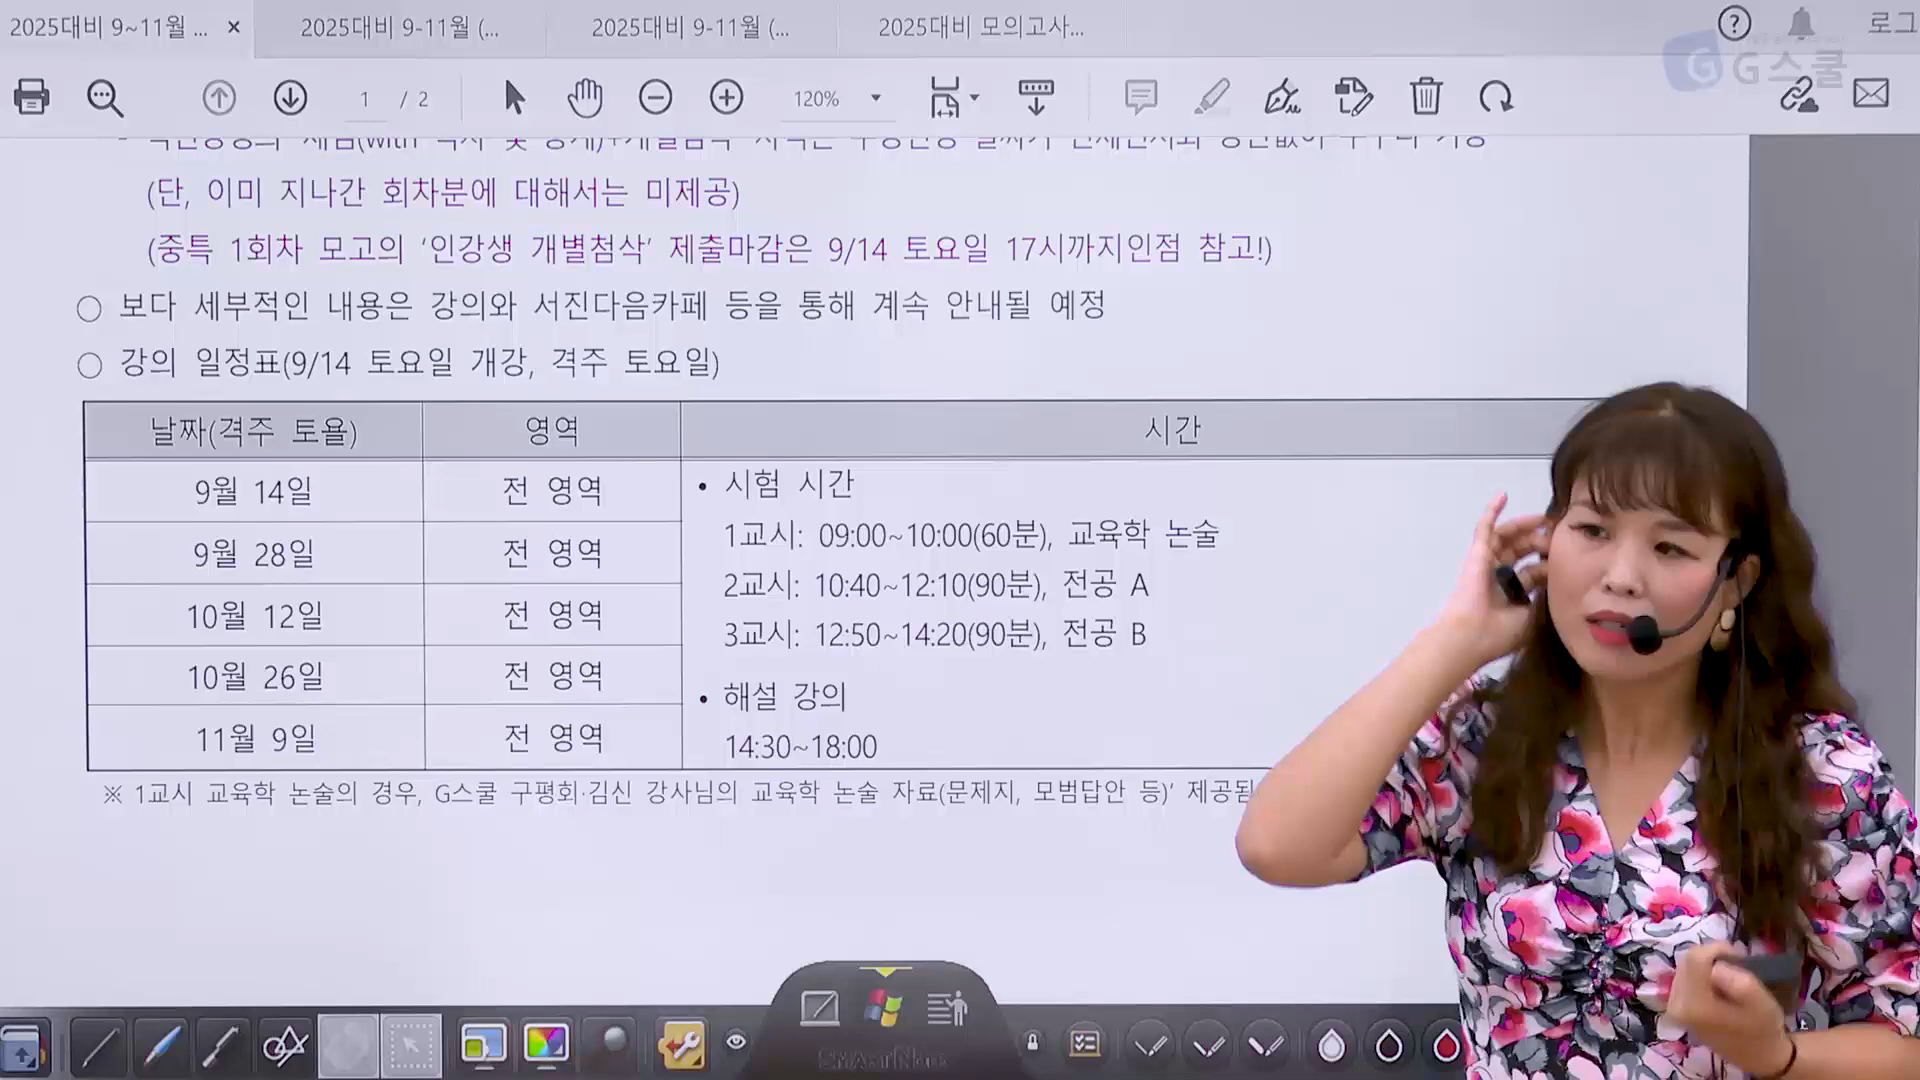 2025대비 9~11월 ...
2025대비 9-11월 (...
2025대비 9-11월 (...
2025대비 모의고사...
로그
G스쿨
1 / 2
120%
(단, 이미 지나간 회차분에 대해서는 미제공)
(중특 1회차 모고의 ‘인강생 개별첨삭’ 제출마감은 9/14 토요일 17시까지인점 참고!)
○ 보다 세부적인 내용은 강의와 서진다음카페 등을 통해 계속 안내될 예정
○ 강의 일정표(9/14 토요일 개강, 격주 토요일)
날짜(격주 토욜) 영역 시간
9월 14일 전 영역
9월 28일 전 영역
10월 12일 전 영역
10월 26일 전 영역
11월 9일 전 영역
• 시험 시간
1교시: 09:00~10:00(60분), 교육학 논술
2교시: 10:40~12:10(90분), 전공 A
3교시: 12:50~14:20(90분), 전공 B
• 해설 강의
14:30~18:00
※ 1교시 교육학 논술의 경우, G스쿨 구평회·김신 강사님의 교육학 논술 자료(문제지, 모범답안 등)’ 제공됨